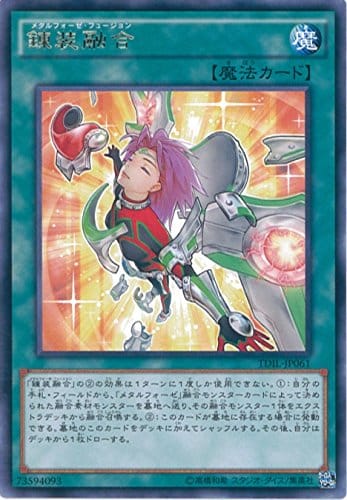 メタルフォーゼ・フュージョン
錬装融合
魔
【魔法カード】
TDIL-JP061
「錬装融合」の②の効果は1ターンに1度しか使用できない。①:自分の
手札・フィールドから、「メタルフォーゼ」融合モンスターカードによって決め
られた融合素材モンスターを墓地へ送り、その融合モンスター1体をエクス
トラデッキから融合召喚する。②:このカードが墓地に存在する場合に発動
できる。墓地のこのカードをデッキに加えてシャッフルする。その後、自分は
デッキから1枚ドローする。
73594093
©高橋和希 スタジオ・ダイス/集英社